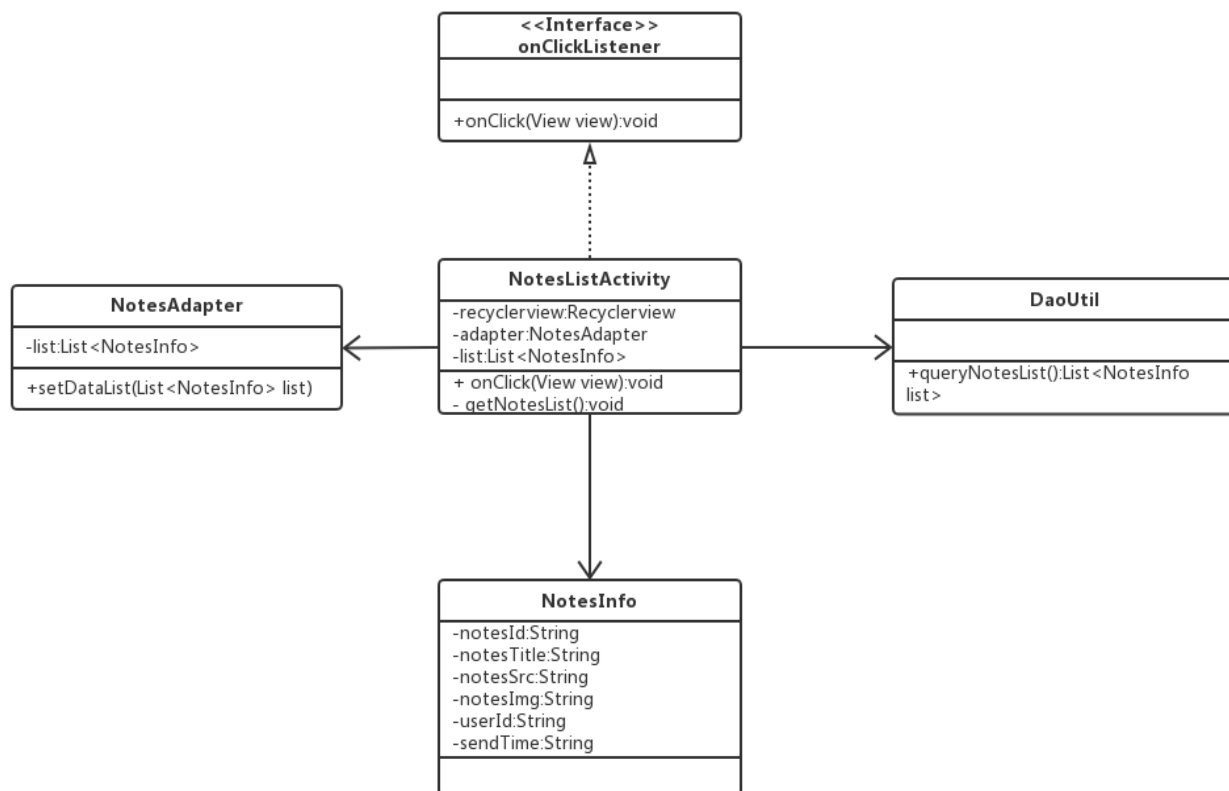 <<Interface>>
onClickListener
+onClick(View view):void
NotesAdapter
-list:List<NotesInfo>
+setDataList(List<NotesInfo> list)
NotesListActivity
-recyclerview:Recyclerview
-adapter:NotesAdapter
-list:List<NotesInfo>
+ onClick(View view):void
- getNotesList():void
DaoUtil
+queryNotesList():List<NotesInfo
list>
NotesInfo
-notesId:String
-notesTitle:String
-notesSrc:String
-notesImg:String
-userId:String
-sendTime:String